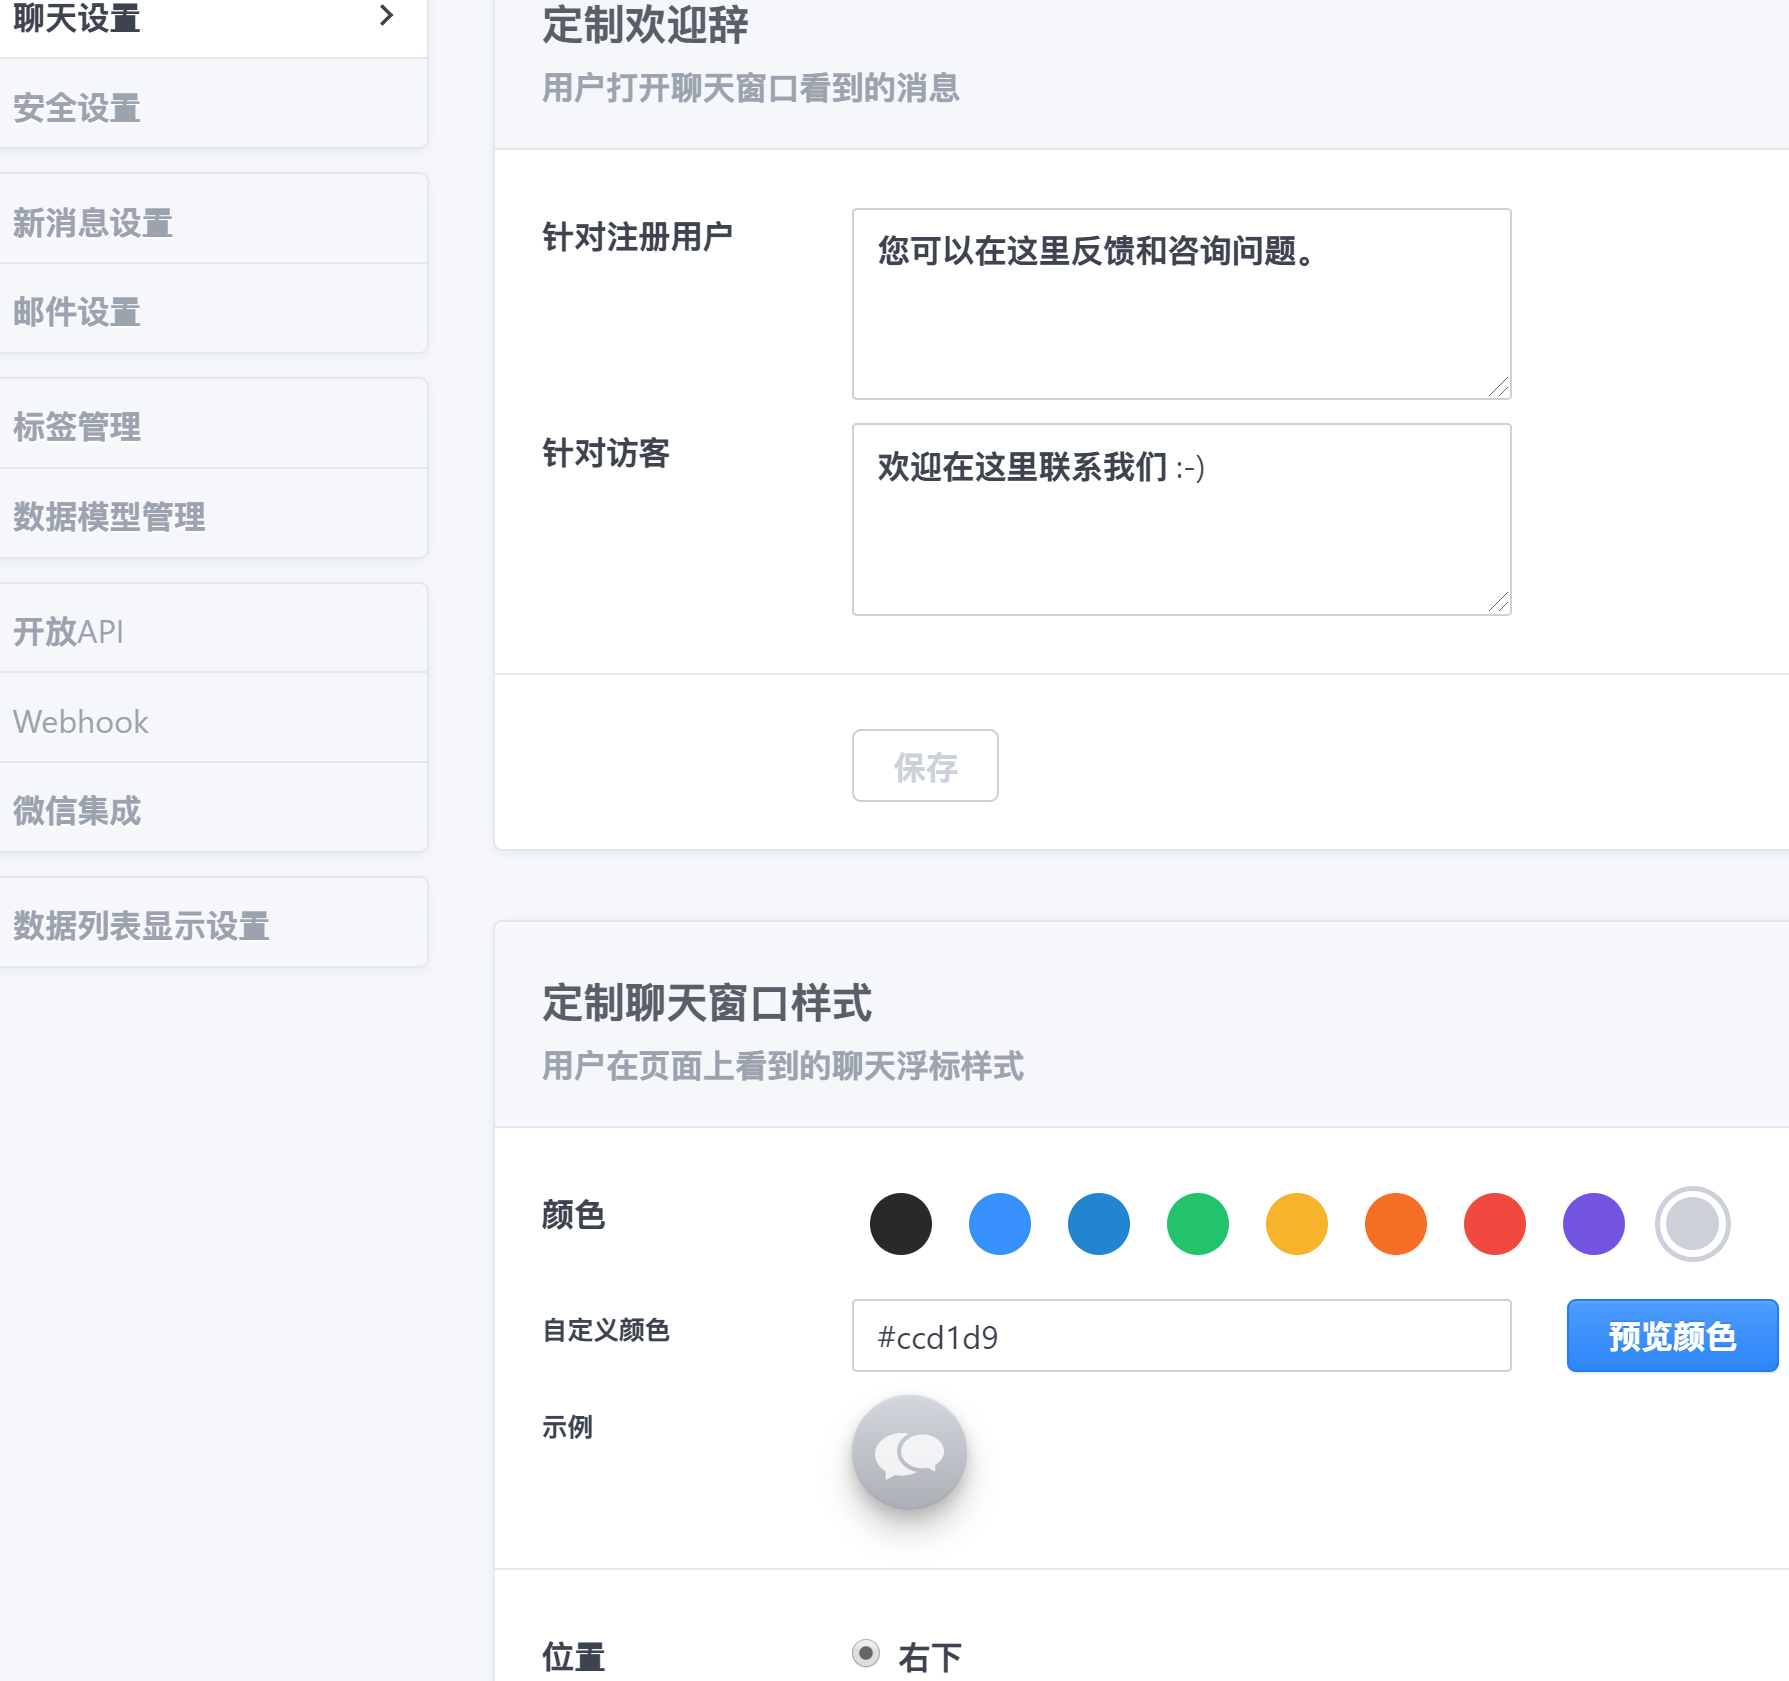 聊天设置
安全设置
新消息设置
邮件设置
标签管理
数据模型管理
开放API
Webhook
微信集成
数据列表显示设置
定制欢迎辞
用户打开聊天窗口看到的消息
针对注册用户
您可以在这里反馈和咨询问题。
针对访客
欢迎在这里联系我们 :-)
保存
定制聊天窗口样式
用户在页面上看到的聊天浮标样式
颜色
自定义颜色
#ccd1d9
预览颜色
示例
位置
右下